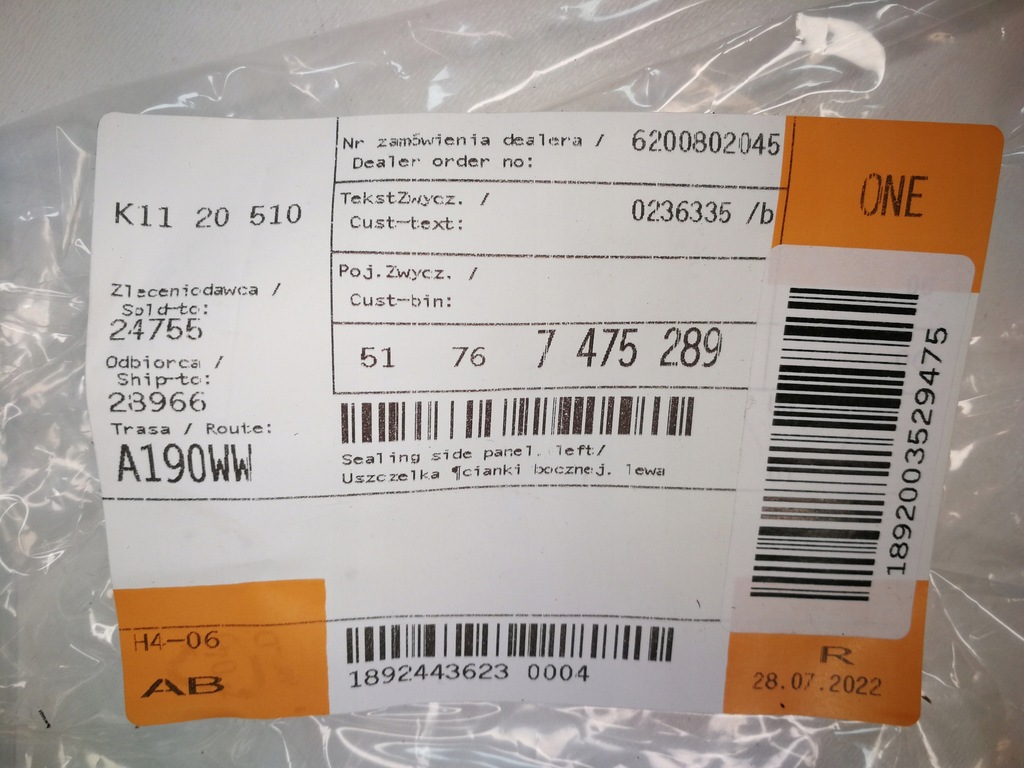 Nr zamówienia dealera / 6200802045
Dealer order no:
ONE
TekstZwycz. /
Cust-text: 0236335 /b
K11 20 510
Poj.Zwycz. /
Cust-bin:
Zleceniodawca /
Sold-to:
24755
51 76 7 475 289
Odbiorca /
Ship-to:
28966
Trasa / Route:
A190WW
Sealing side panel, left/
Uszczelka ¶cianki bocznej, lewa
189200352529475
H4-06
AB
1892443623 0004
R
28.07.2022